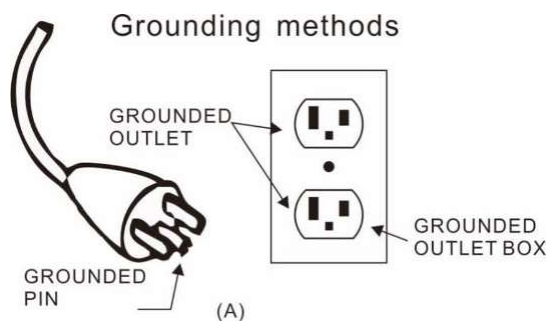 Grounding methods
GROUNDED
OUTLET
GROUNDED
OUTLET BOX
GROUNDED
PIN
(A)